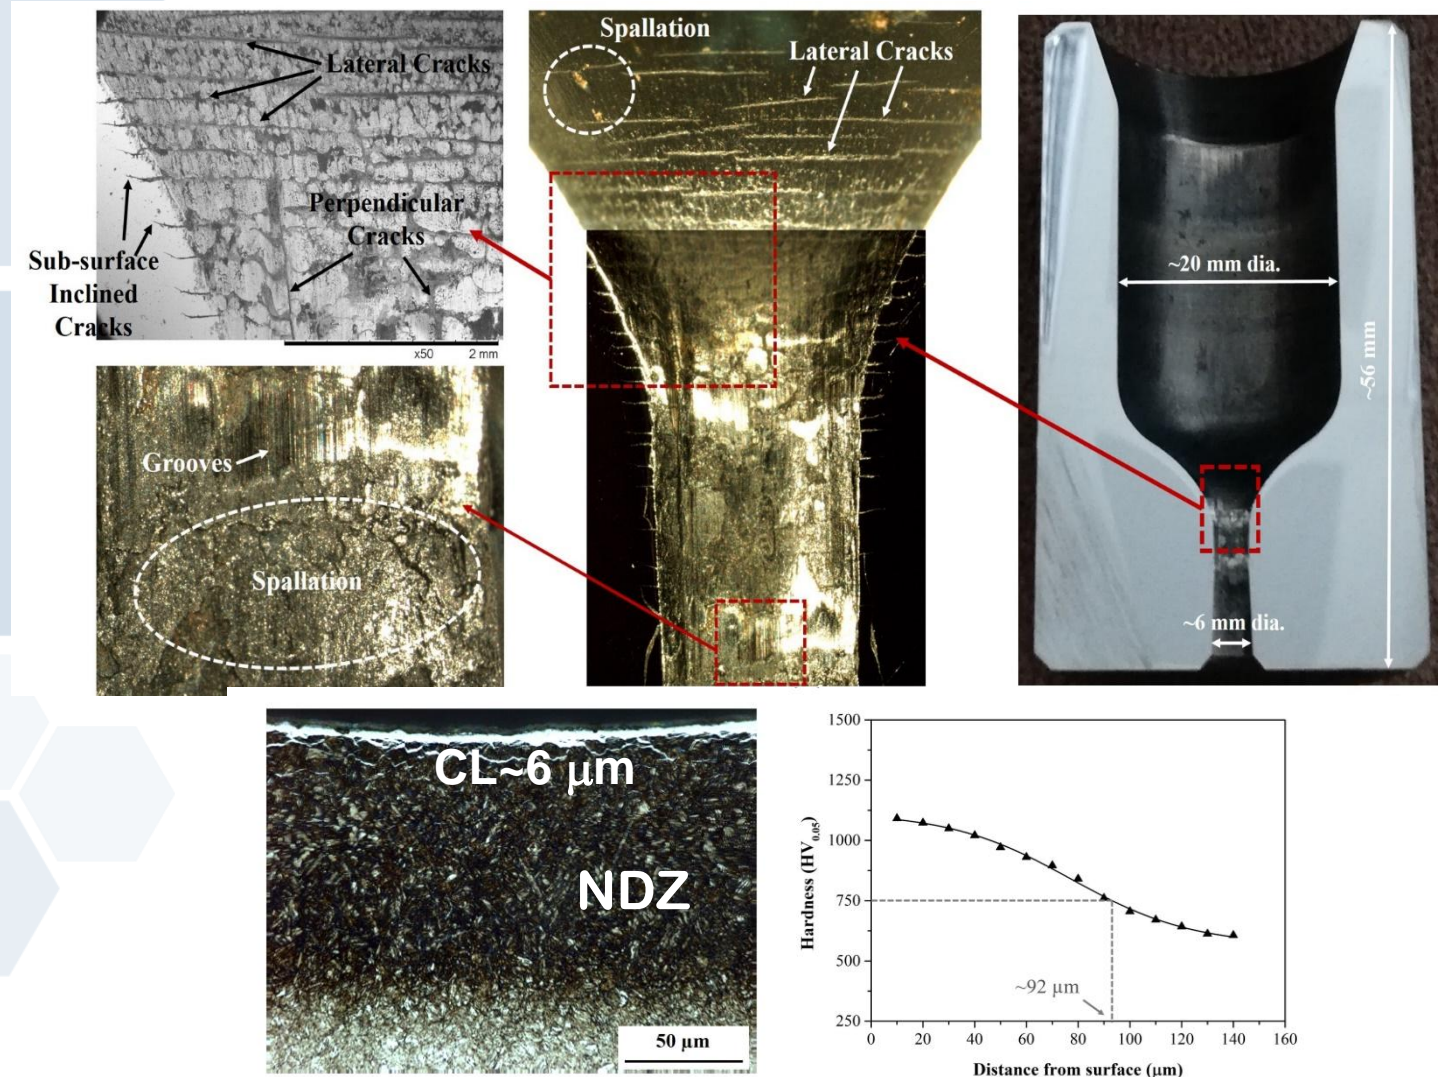 Lateral Cracks
Perpendicular
Cracks
Sub-surface
Inclined
Cracks
x50 2 mm
Spallation
Lateral Cracks
~20 mm dia.
~56 mm
~6 mm dia.
Grooves
Spallation
CL~6 μm
NDZ
50 μm
1500
1250
1000
750
500
250
Hardness (HV0.05)
~92 μm
0 20 40 60 80 100 120 140 160
Distance from surface (μm)